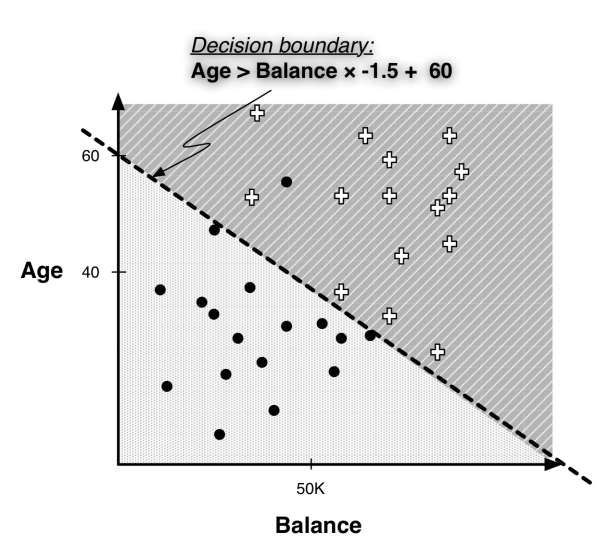 Decision boundary:
Age > Balance × -1.5 + 60
60
Age
40
50K
Balance